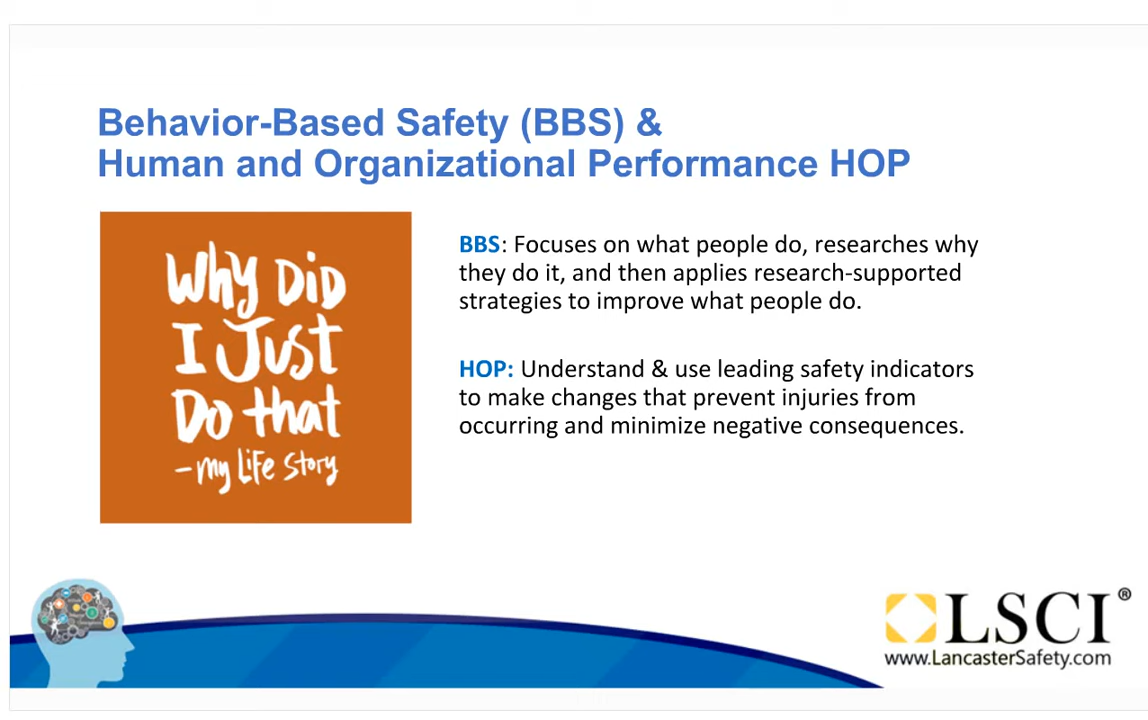 Behavior-Based Safety (BBS) &
Human and Organizational Performance HOP
Why Did
I Just
Do that
- my Life Story
BBS: Focuses on what people do, researches why
they do it, and then applies research-supported
strategies to improve what people do.
HOP: Understand & use leading safety indicators
to make changes that prevent injuries from
occurring and minimize negative consequences.
LSCI®
www.LancasterSafety.com